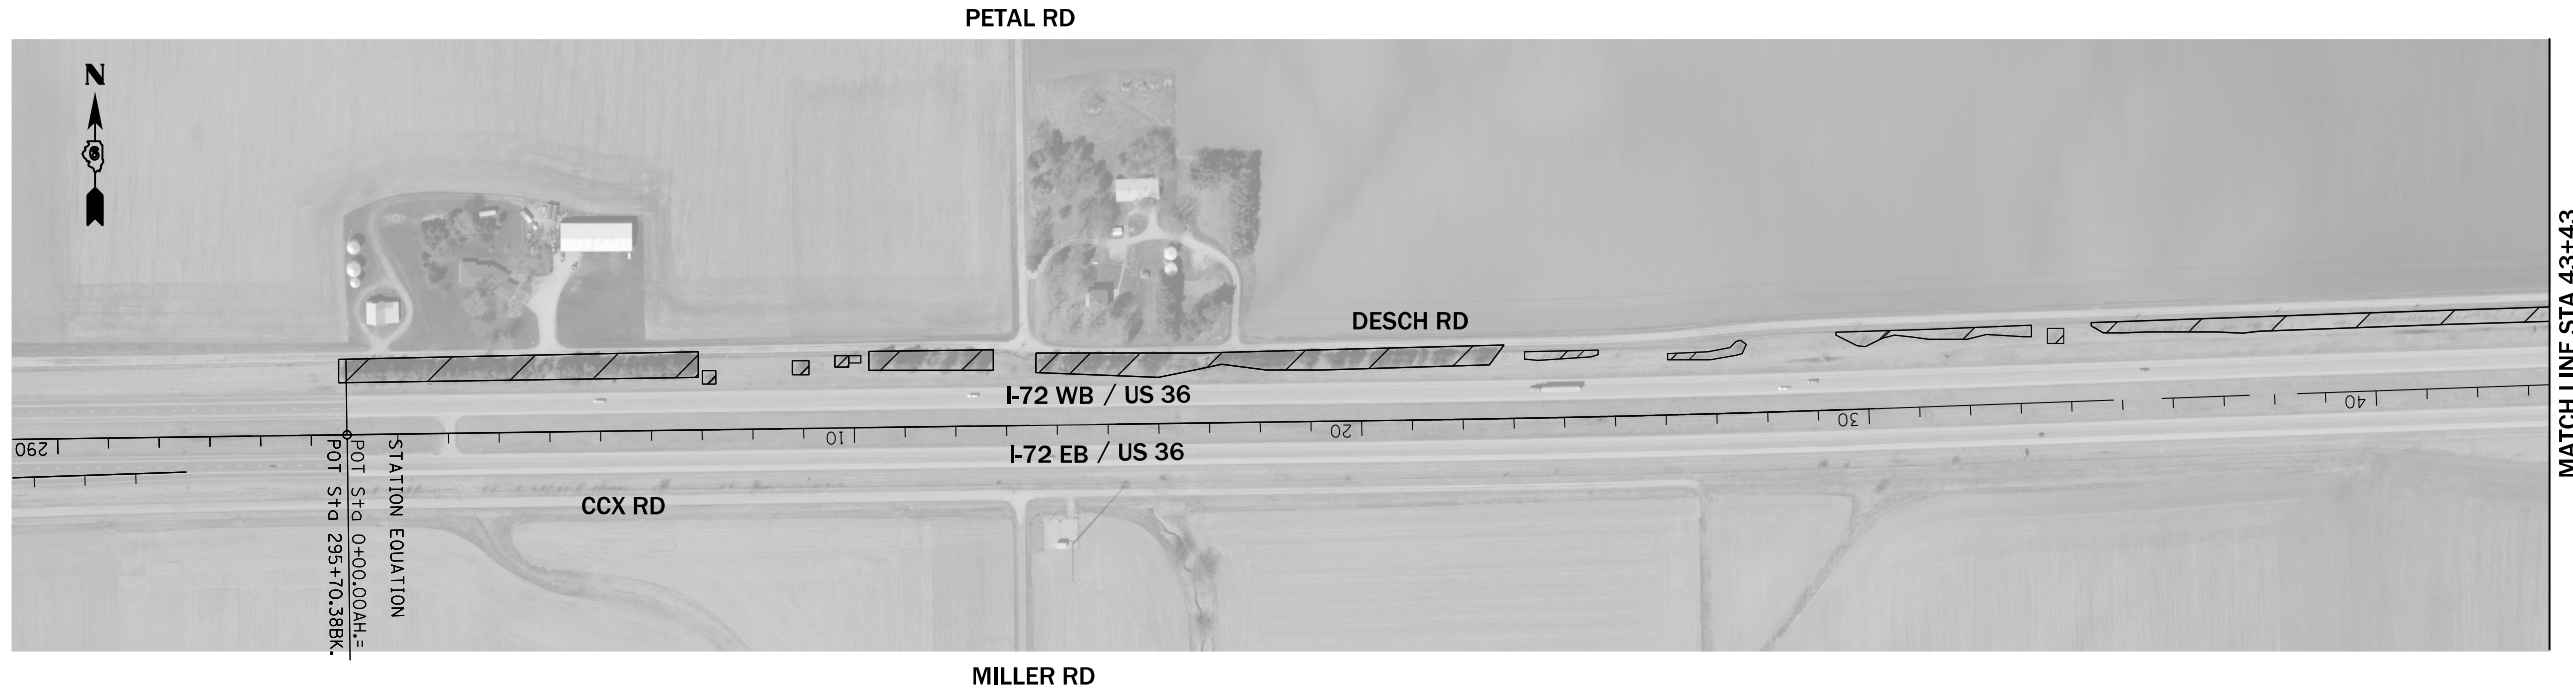 PETAL RD
N
DESCH RD
MATCH LINE STA 43+43
I-72 WB / US 36
40
30
20
10
290
I-72 EB / US 36
STATION EQUATION
POT Sta 0+00.00AH.=
POT Sta 295+70.38BK.
CCX RD
MILLER RD